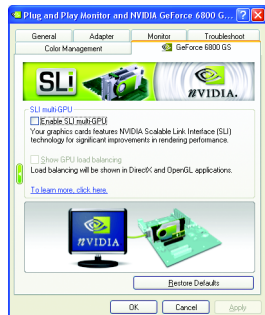 Plug and Play Monitor and NVIDIA GeForce 6800 G...
General Adapter Monitor Troubleshoot
Color Management GeForce 6800 GS
SLI
NVIDIA.
SLI multi-GPU
Enable SLI multi-GPU
Your graphics cards features NVIDIA Scalable Link Interface (SLI)
technology for significant improvements in rendering performance.
Show GPU load balancing
Load balancing will be shown in DirectX and OpenGL applications.
To learn more, click here.
NVIDIA
Restore Defaults
OK Cancel Apply